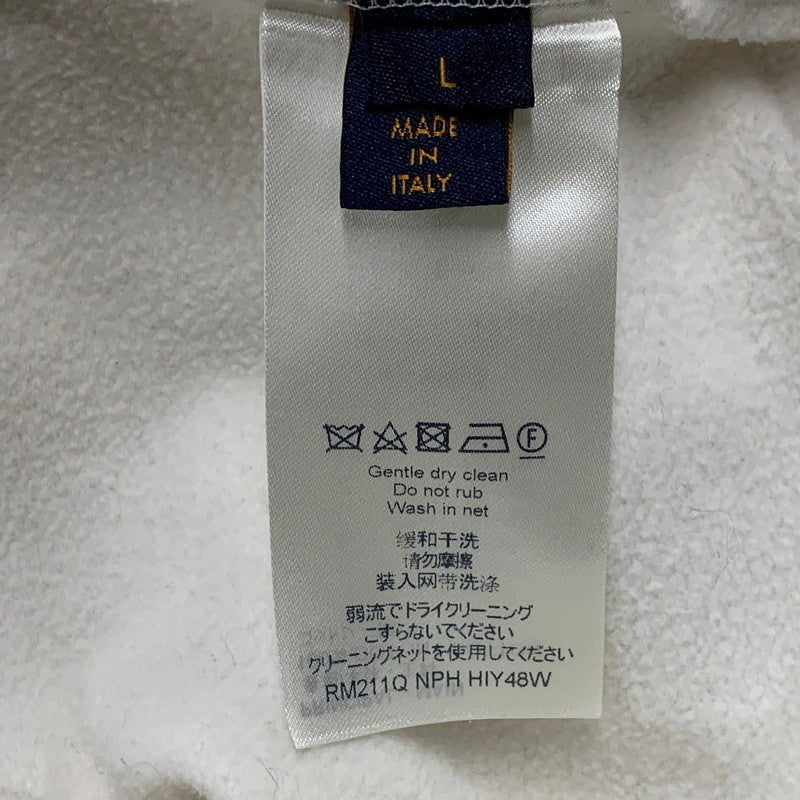 L
MADE
IN
ITALY
F
Gentle dry clean
Do not rub
Wash in net
缓和干洗
请勿摩擦
装入网带洗涤
弱流でドライクリーニング
こすらないでください
クリーニングネットを使用してください
RM211Q NPH HIY48W